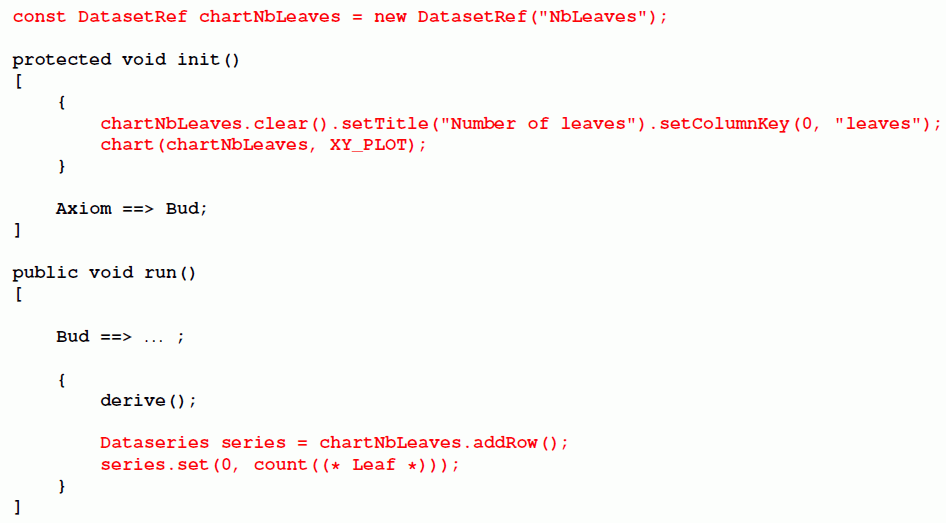 const DatasetRef chartNbLeaves = new DatasetRef("NbLeaves");
protected void init()
[
{
chartNbLeaves.clear().setTitle("Number of leaves").setColumnKey(0, "leaves");
chart(chartNbLeaves, XY_PLOT);
}
Axiom ==> Bud;
]
public void run()
[
Bud ==> ... ;
{
derive();
Dataseries series = chartNbLeaves.addRow();
series.set(0, count((* Leaf *)));
}
]